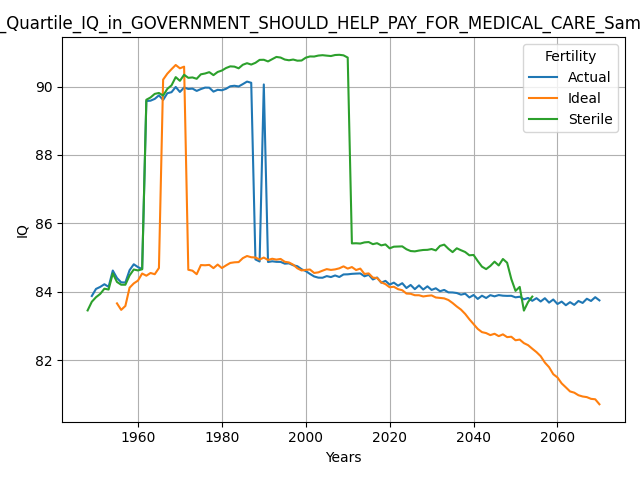 _Quartile_IQ_in_GOVERNMENT_SHOULD_HELP_PAY_FOR_MEDICAL_CARE_Sam
Fertility
Actual
Ideal
Sterile
90
88
86
84
82
IQ
1960 1980 2000 2020 2040 2060
Years